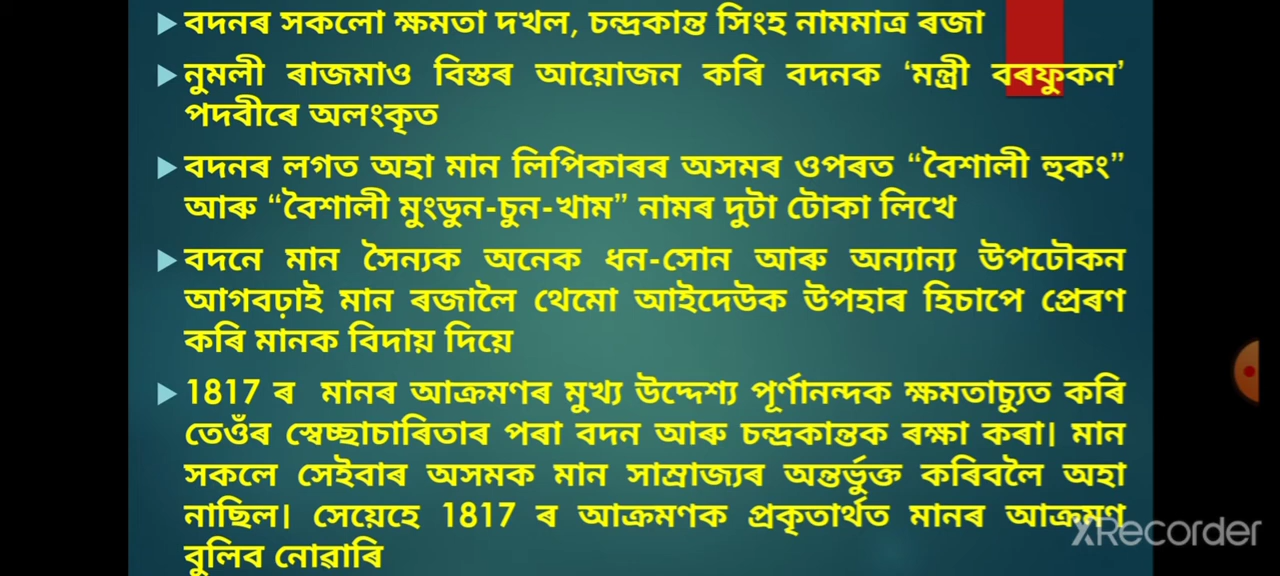 বদনৰ সকলো ক্ষমতা দখল, চন্দ্ৰকান্ত সিংহ নামমাত্ৰ ৰজা
নুমলী ৰাজমাও বিস্তৰ আয়োজন কৰি বদনক ‘মন্ত্ৰী বৰফুকন’
পদবীৰে অলংকৃত
বদনৰ লগত অহা মান লিপিকাৰৰ অসমৰ ওপৰত “বৈশালী হুকং”
আৰু “বৈশালী মুংডুন-চুন-খাম” নামৰ দুটা টোকা লিখে
বদনে মান সৈন্যক অনেক ধন-সোন আৰু অন্যান্য উপঢৌকন
আগবঢ়াই মান ৰজালৈ থেমো আইদেউক উপহাৰ হিচাপে প্ৰেৰণ
কৰি মানক বিদায় দিয়ে
1817 ৰ মানৰ আক্ৰমণৰ মুখ্য উদ্দেশ্য পূৰ্ণানন্দক ক্ষমতাচ্যুত কৰি
তেওঁৰ স্বেচ্ছাচাৰিতাৰ পৰা বদন আৰু চন্দ্ৰকান্তক ৰক্ষা কৰা। মান
সকলে সেইবাৰ অসমক মান সাম্ৰাজ্যৰ অন্তৰ্ভুক্ত কৰিবলৈ অহা
নাছিল। সেয়েহে 1817 ৰ আক্ৰমণক প্ৰকৃতাৰ্থত মানৰ আক্ৰমণ
বুলিব নোৱাৰি
XRecorder